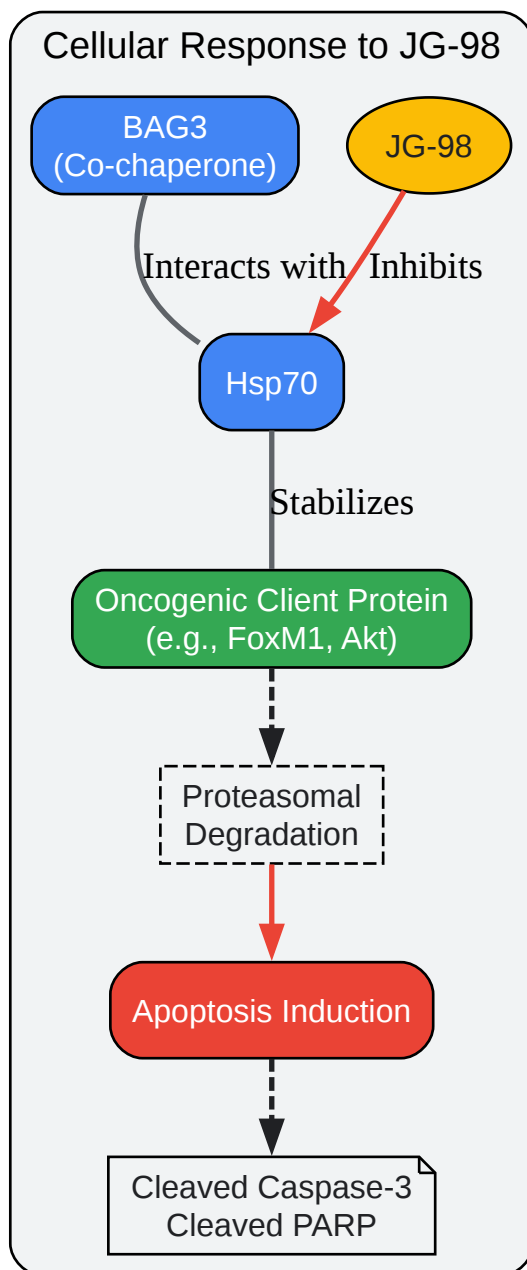 Cellular Response to JG-98
BAG3
(Co-chaperone)
JG-98
Interacts with
Inhibits
Hsp70
Stabilizes
Oncogenic Client Protein
(e.g., FoxM1, Akt)
Proteasomal
Degradation
Apoptosis Induction
Cleaved Caspase-3
Cleaved PARP